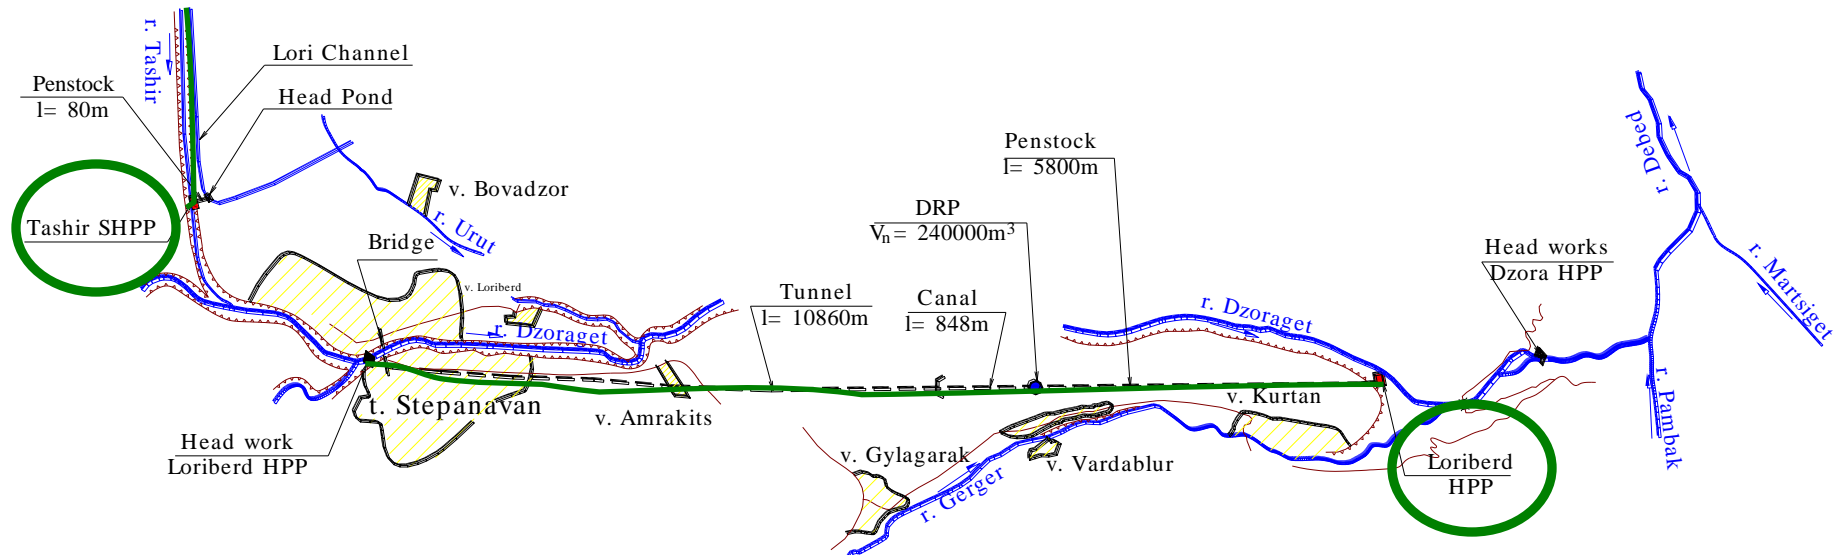 r. Tashir
Lori Channel
Penstock
l= 80m
Head Pond
Tashir SHPP
v. Bovadzor
r. Urut
Bridge
v. Loriberd
r. Dzoraget
t. Stepanavan
Head work
Loriberd HPP
v. Amrakits
Tunnel
l= 10860m
Canal
l= 848m
DRP
Vn= 240000m³
Penstock
l= 5800m
r. Dzoraget
v. Kurtan
v. Gylagarak
v. Vardablur
r. Gerger
Loriberd
HPP
Head works
Dzora HPP
r. Debed
r. Martsiget
r. Pambak